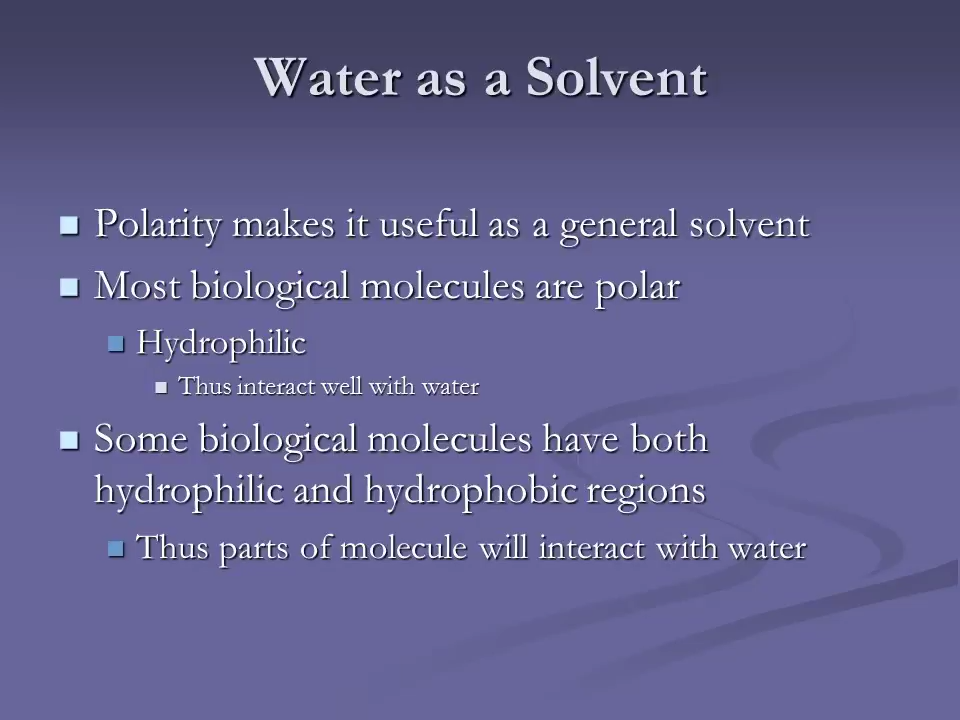 Water as a Solvent
Polarity makes it useful as a general solvent
Most biological molecules are polar
Hydrophilic
Thus interact well with water
Some biological molecules have both
hydrophilic and hydrophobic regions
Thus parts of molecule will interact with water